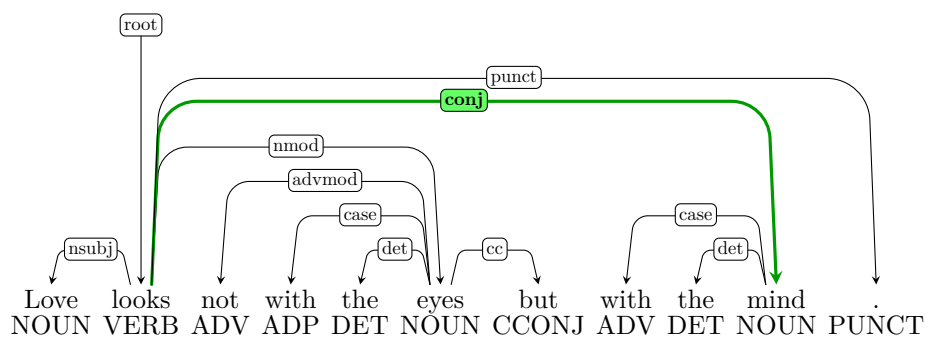 root
punct
conj
nmod
advmod
case case
nsubj det cc det
Love looks not with the eyes but with the mind .
NOUN VERB ADV ADP DET NOUN CCONJ ADV DET NOUN PUNCT